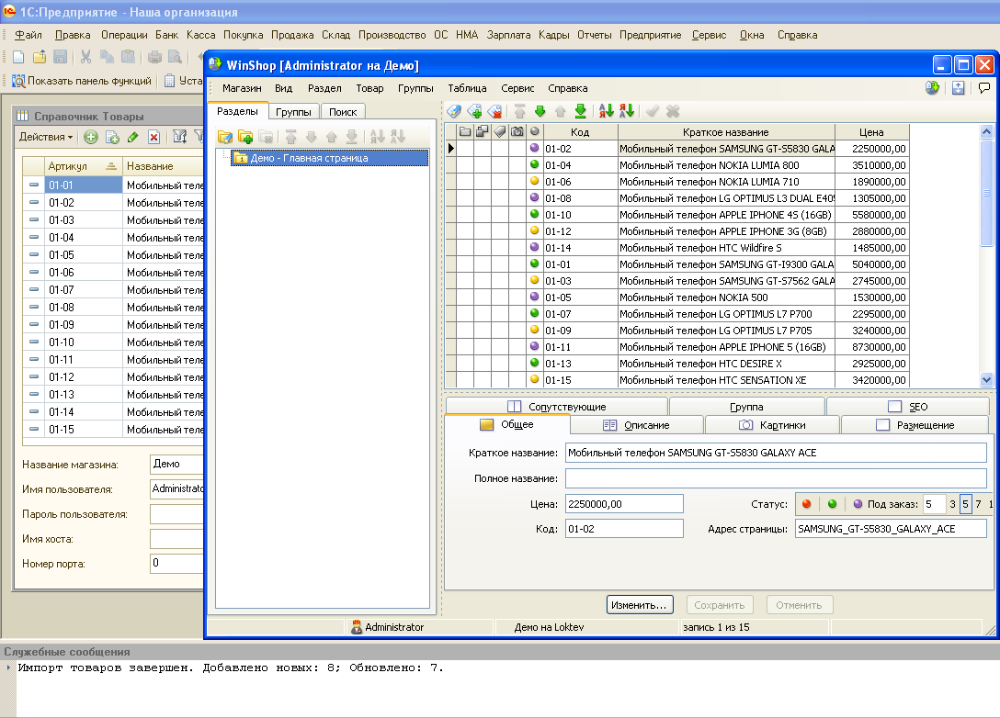 1С:Предприятие - Наша организация
Файл Правка Операции Банк Касса Покупка Продажа Склад Производство ОС НМА Зарплата Кадры Отчеты Предприятие Сервис Окна Справка
Показать панель функций Уста
Справочник Товары
Действия
Артикул Название
01-01 Мобильный теле
01-02 Мобильный теле
01-03 Мобильный теле
01-04 Мобильный теле
01-05 Мобильный теле
01-06 Мобильный теле
01-07 Мобильный теле
01-08 Мобильный теле
01-09 Мобильный теле
01-10 Мобильный теле
01-11 Мобильный теле
01-12 Мобильный теле
01-13 Мобильный теле
01-14 Мобильный теле
01-15 Мобильный теле
Название магазина: Демо
Имя пользователя: Administrato
Пароль пользователя:
Имя хоста:
Номер порта: 0
WinShop [Administrator на Демо]
Магазин Вид Раздел Товар Группы Таблица Сервис Справка
Разделы Группы Поиск
Демо - Главная страница
Код Краткое название Цена
01-02 Мобильный телефон SAMSUNG GT-S5830 GALA 2250000,00
01-04 Мобильный телефон NOKIA LUMIA 800 3510000,00
01-06 Мобильный телефон NOKIA LUMIA 710 1890000,00
01-08 Мобильный телефон LG OPTIMUS L3 DUAL E405 1305000,00
01-10 Мобильный телефон APPLE IPHONE 4S (16GB) 5580000,00
01-12 Мобильный телефон APPLE IPHONE 3G (8GB) 2880000,00
01-14 Мобильный телефон HTC Wildfire S 1485000,00
01-01 Мобильный телефон SAMSUNG GT-I9300 GALA 5040000,00
01-03 Мобильный телефон SAMSUNG GT-S7562 GALA 2745000,00
01-05 Мобильный телефон NOKIA 500 1530000,00
01-07 Мобильный телефон LG OPTIMUS L7 P700 2295000,00
01-09 Мобильный телефон LG OPTIMUS L7 P705 3240000,00
01-11 Мобильный телефон APPLE IPHONE 5 (16GB) 8730000,00
01-13 Мобильный телефон HTC DESIRE X 2925000,00
01-15 Мобильный телефон HTC SENSATION XE 3420000,00
Сопутствующие Группа SEO
Общее Описание Картинки Размещение
Краткое название: Мобильный телефон SAMSUNG GT-S5830 GALAXY ACE
Полное название:
Цена: 2250000,00 Статус: Под заказ: 5 3 5 7 1
Код: 01-02 Адрес страницы: SAMSUNG_GT-S5830_GALAXY_ACE
Изменить... Сохранить Отменить
Administrator Демо на Loktev запись 1 из 15
Служебные сообщения
Импорт товаров завершен. Добавлено новых: 8; Обновлено: 7.